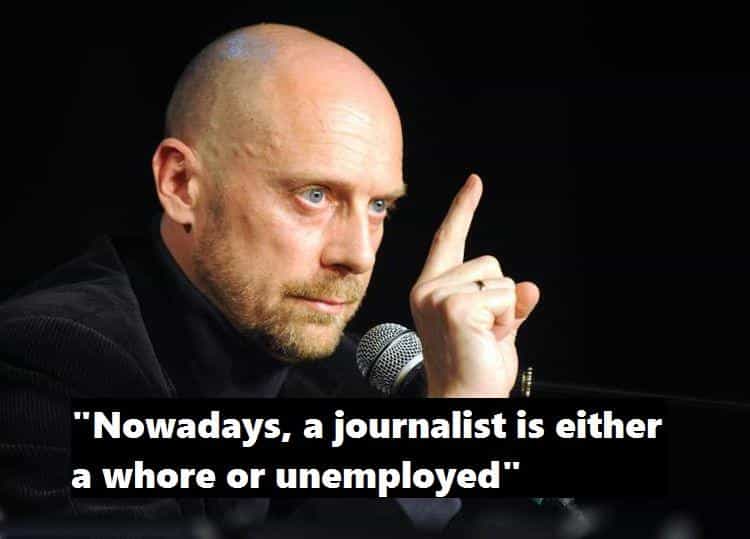 "Nowadays, a journalist is either
a whore or unemployed"